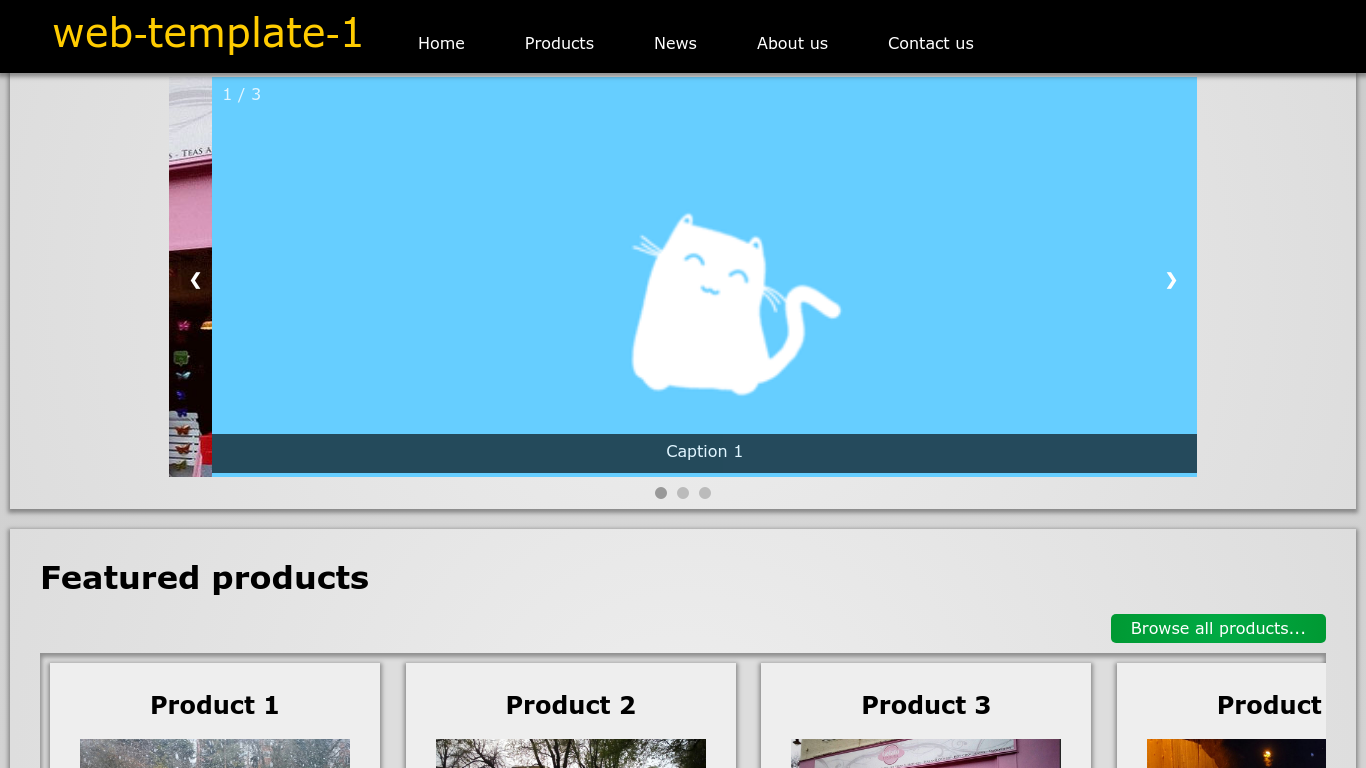 web-template-1
Home Products News About us Contact us
1 / 3
S - TEAS A
❮ ❯
Caption 1
Featured products
Browse all products...
Product 1 Product 2 Product 3 Product